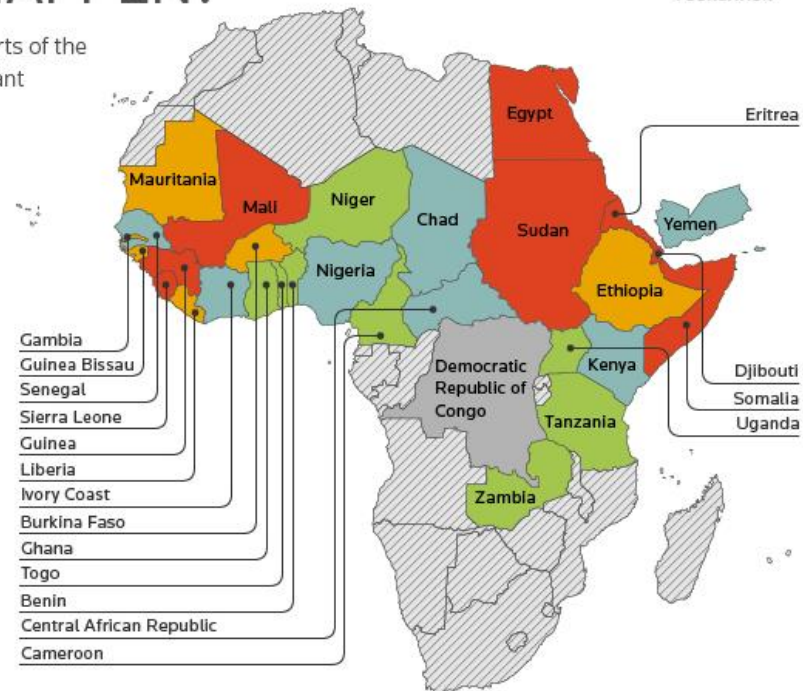 rts of the
ant
Egypt
Eritrea
Mauritania
Mali
Niger
Chad
Sudan
Yemen
Nigeria
Ethiopia
Gambia
Guinea Bissau
Senegal
Sierra Leone
Guinea
Liberia
Ivory Coast
Burkina Faso
Ghana
Togo
Benin
Central African Republic
Cameroon
Democratic
Republic of
Congo
Kenya
Tanzania
Zambia
Djibouti
Somalia
Uganda